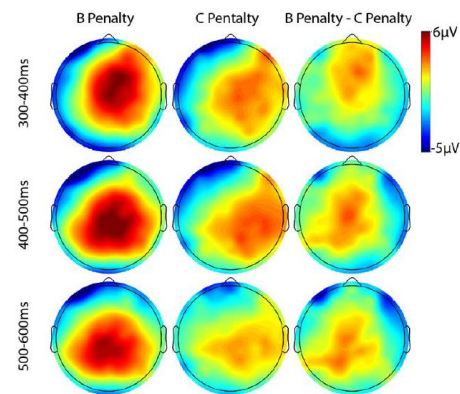 B Penalty
C Pentalty
B Penalty - C Penalty
6μV
-5μV
300-400ms
400-500ms
500-600ms